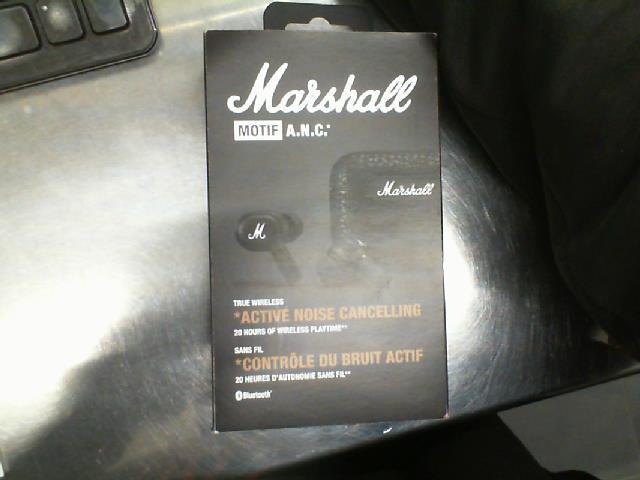 Marshall
MOTIF A.N.C.*
Marshall
M
TRUE WIRELESS
*ACTIVE NOISE CANCELLING
20 HOURS OF WIRELESS PLAYTIME**
SANS FIL
*CONTRÔLE DU BRUIT ACTIF
20 HEURES D'AUTONOMIE SANS FIL**
Bluetooth®